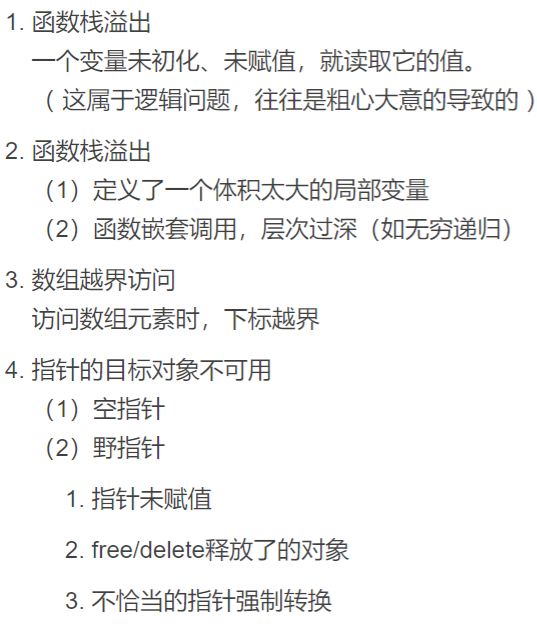 1. 函数栈溢出
一个变量未初始化、未赋值，就读取它的值。
（ 这属于逻辑问题，往往是粗心大意的导致的 ）
2. 函数栈溢出
（1）定义了一个体积太大的局部变量
（2）函数嵌套调用，层次过深（如无穷递归）
3. 数组越界访问
访问数组元素时，下标越界
4. 指针的目标对象不可用
（1）空指针
（2）野指针
1. 指针未赋值
2. free/delete释放了的对象
3. 不恰当的指针强制转换